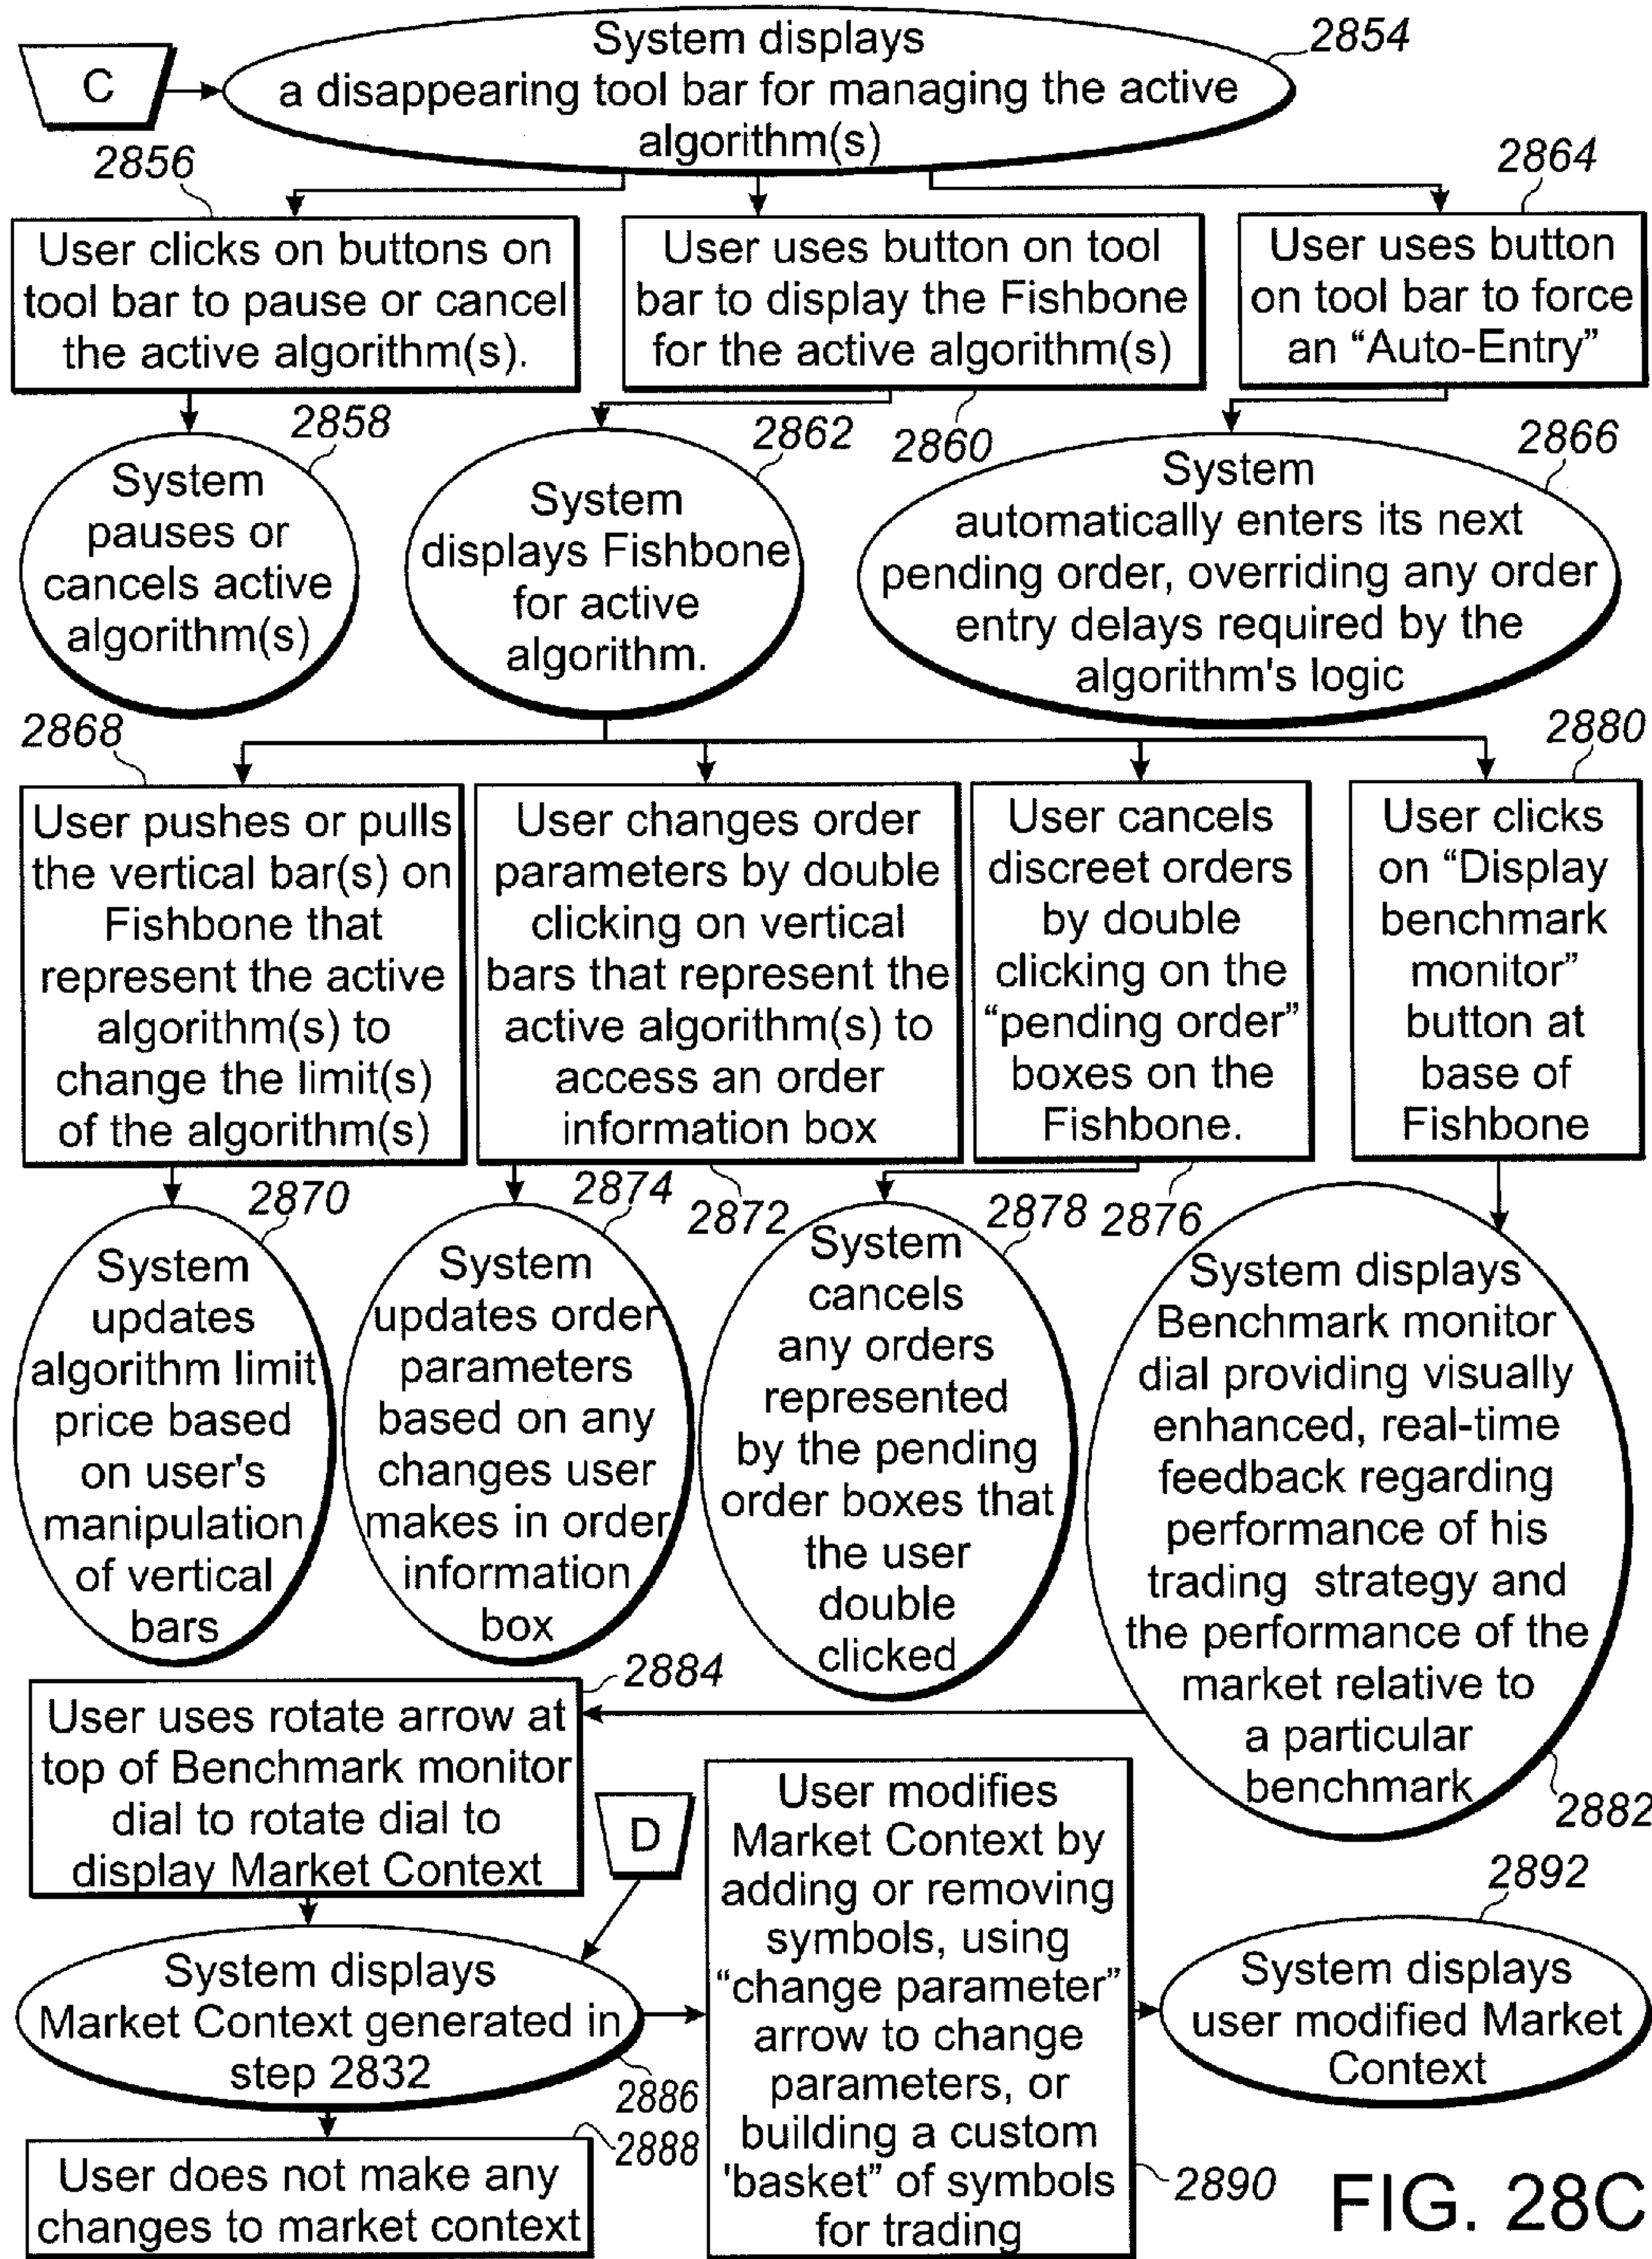 C
System displays
a disappearing tool bar for managing the active
algorithm(s)
2854
2856
User clicks on buttons on
tool bar to pause or cancel
the active algorithm(s).
User uses button on tool
bar to display the Fishbone
for the active algorithm(s)
2864
User uses button
on tool bar to force
an “Auto-Entry”
2858
System
pauses or
cancels active
algorithm(s)
2862
2860
System
displays Fishbone
for active
algorithm.
2866
System
automatically enters its next
pending order, overriding any order
entry delays required by the
algorithm's logic
2868
User pushes or pulls
the vertical bar(s) on
Fishbone that
represent the active
algorithm(s) to
change the limit(s)
of the algorithm(s)
User changes order
parameters by double
clicking on vertical
bars that represent the
active algorithm(s) to
access an order
information box
User cancels
discreet orders
by double
clicking on the
“pending order”
boxes on the
Fishbone.
2880
User clicks
on “Display
benchmark
monitor”
button at
base of
Fishbone
2870
System
updates
algorithm limit
price based
on user's
manipulation
of vertical
bars
2874
2872
System
updates order
parameters
based on any
changes user
makes in order
information
box
2878
2876
System
cancels
any orders
represented
by the pending
order boxes that
the user
double
clicked
System displays
Benchmark monitor
dial providing visually
enhanced, real-time
feedback regarding
performance of his
trading strategy and
the performance of the
market relative to
a particular
benchmark
2882
2884
User uses rotate arrow at
top of Benchmark monitor
dial to rotate dial to
display Market Context
D
System displays
Market Context generated in
step 2832
2886
2888
User does not make any
changes to market context
User modifies
Market Context by
adding or removing
symbols, using
“change parameter”
arrow to change
parameters, or
building a custom
'basket” of symbols
for trading
2890
2892
System displays
user modified Market
Context
FIG. 28C